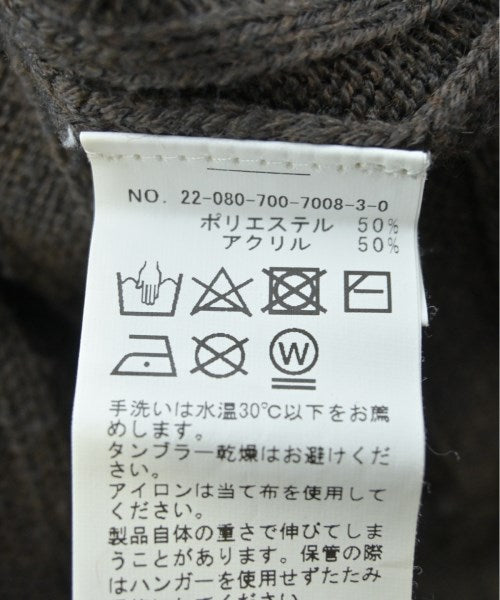 NO. 22-080-700-7008-3-0
ポリエステル 50%
アクリル 50%
W
手洗いは水温30℃以下をお薦
めします。
タンブラー乾燥はお避けくだ
さい。
アイロンは当て布を使用して
ください。
製品自体の重さで伸びてしま
うことがあります。保管の際
はハンガーを使用せずたたみ